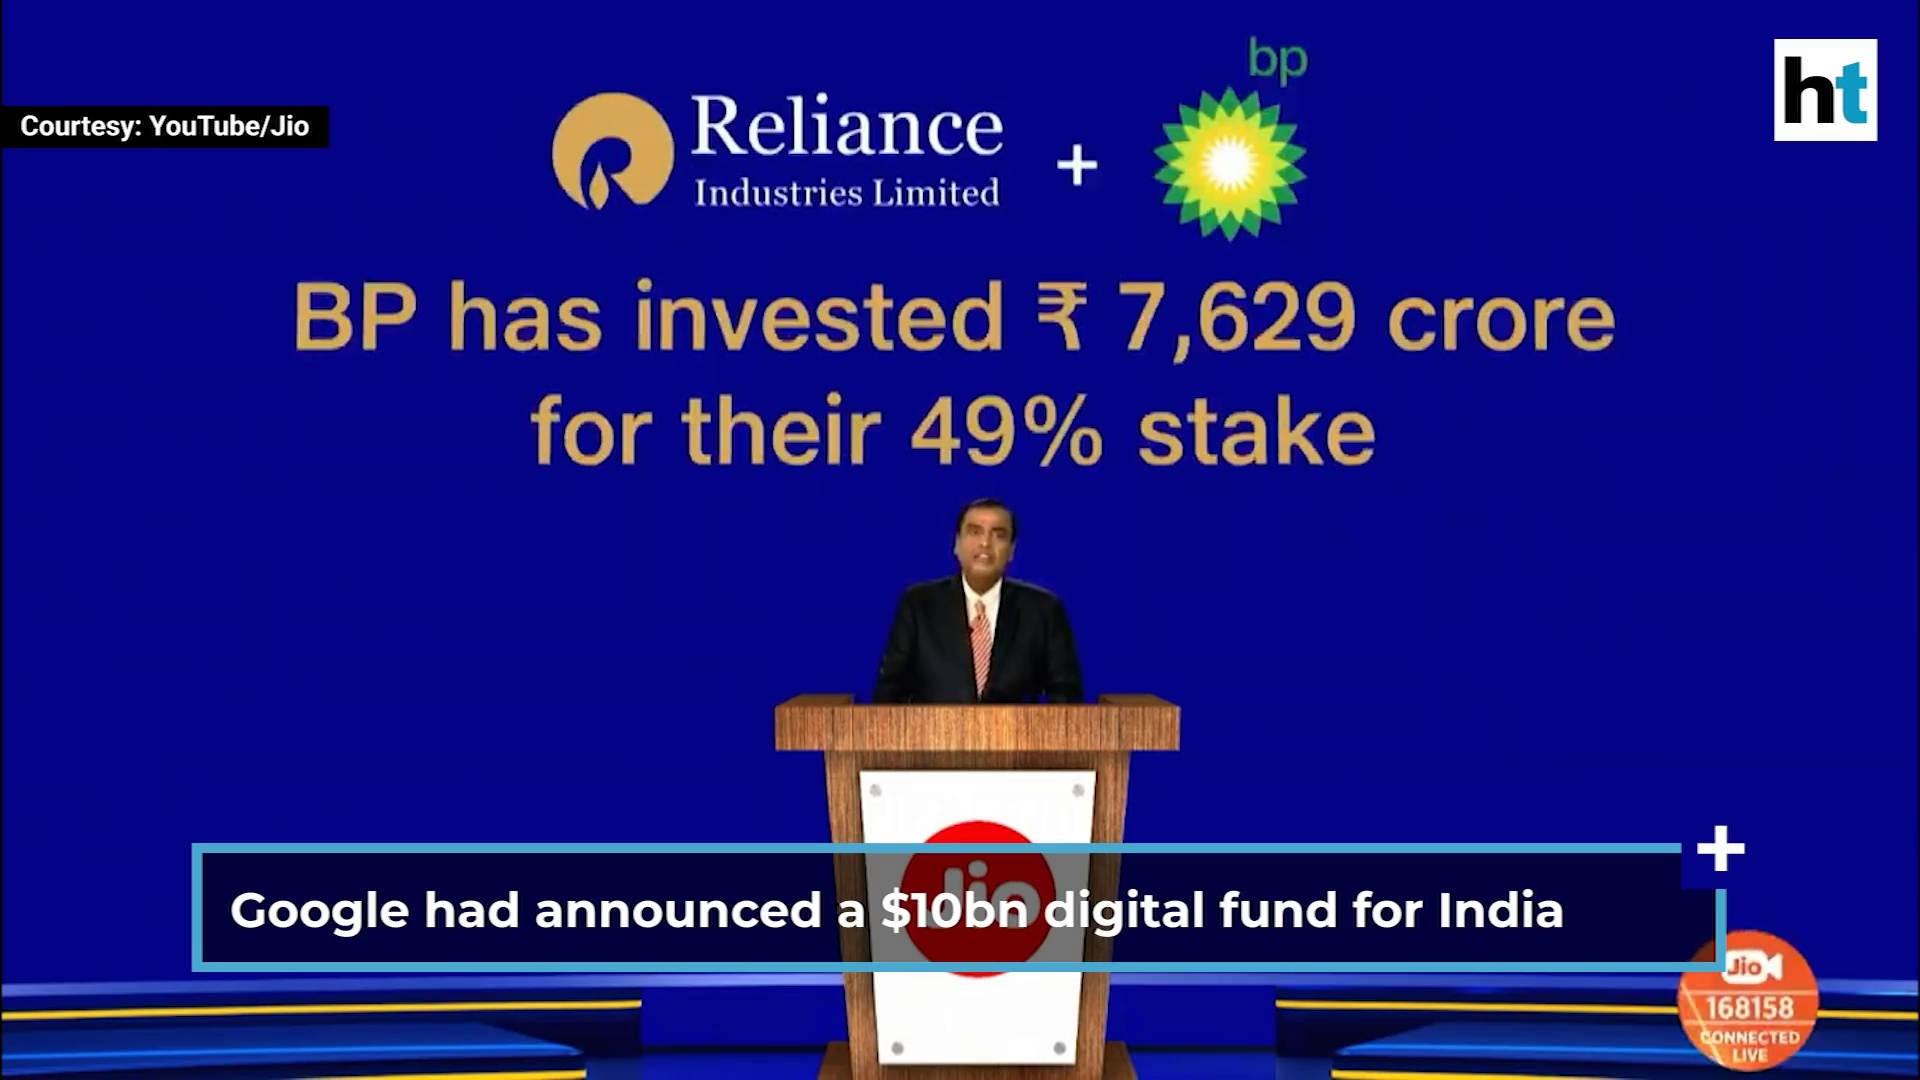 bp
ht
Courtesy: YouTube/Jio
Reliance
Industries Limited
+
BP has invested ₹ 7,629 crore
for their 49% stake
Jio
Google had announced a $10bn digital fund for India
Jio
168158
CONNECTED
LIVE